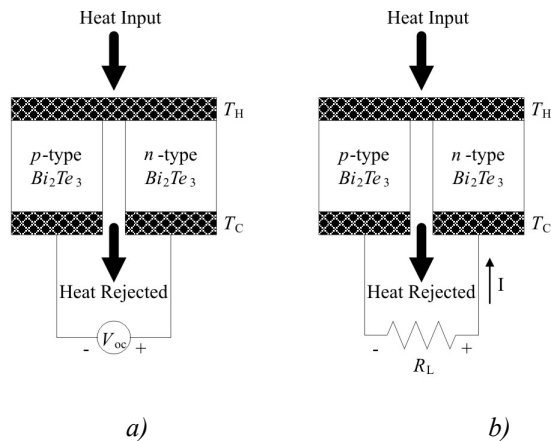 Heat Input
T_H
p-type
Bi₂Te₃
n-type
Bi₂Te₃
T_C
Heat Rejected
- V_oc +
a)
Heat Input
T_H
p-type
Bi₂Te₃
n-type
Bi₂Te₃
T_C
I
Heat Rejected
- +
R_L
b)